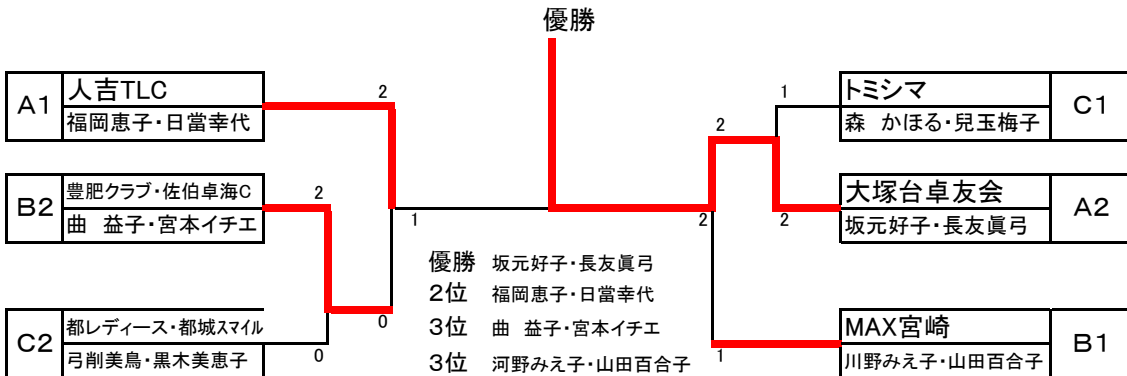 優勝
A1
人吉TLC
福岡恵子・日當幸代
2
B2
豊肥クラブ・佐伯卓海C
曲 益子・宮本イチエ
2
C2
都レディース・都城スマイル
弓削美鳥・黒木美恵子
0
0
1
優勝 坂元好子・長友眞弓
2位 福岡恵子・日當幸代
3位 曲 益子・宮本イチエ
3位 河野みえ子・山田百合子
2
2
1
トミシマ
森 かほる・兒玉梅子
C1
2
大塚台卓友会
坂元好子・長友眞弓
A2
1
MAX宮崎
川野みえ子・山田百合子
B1